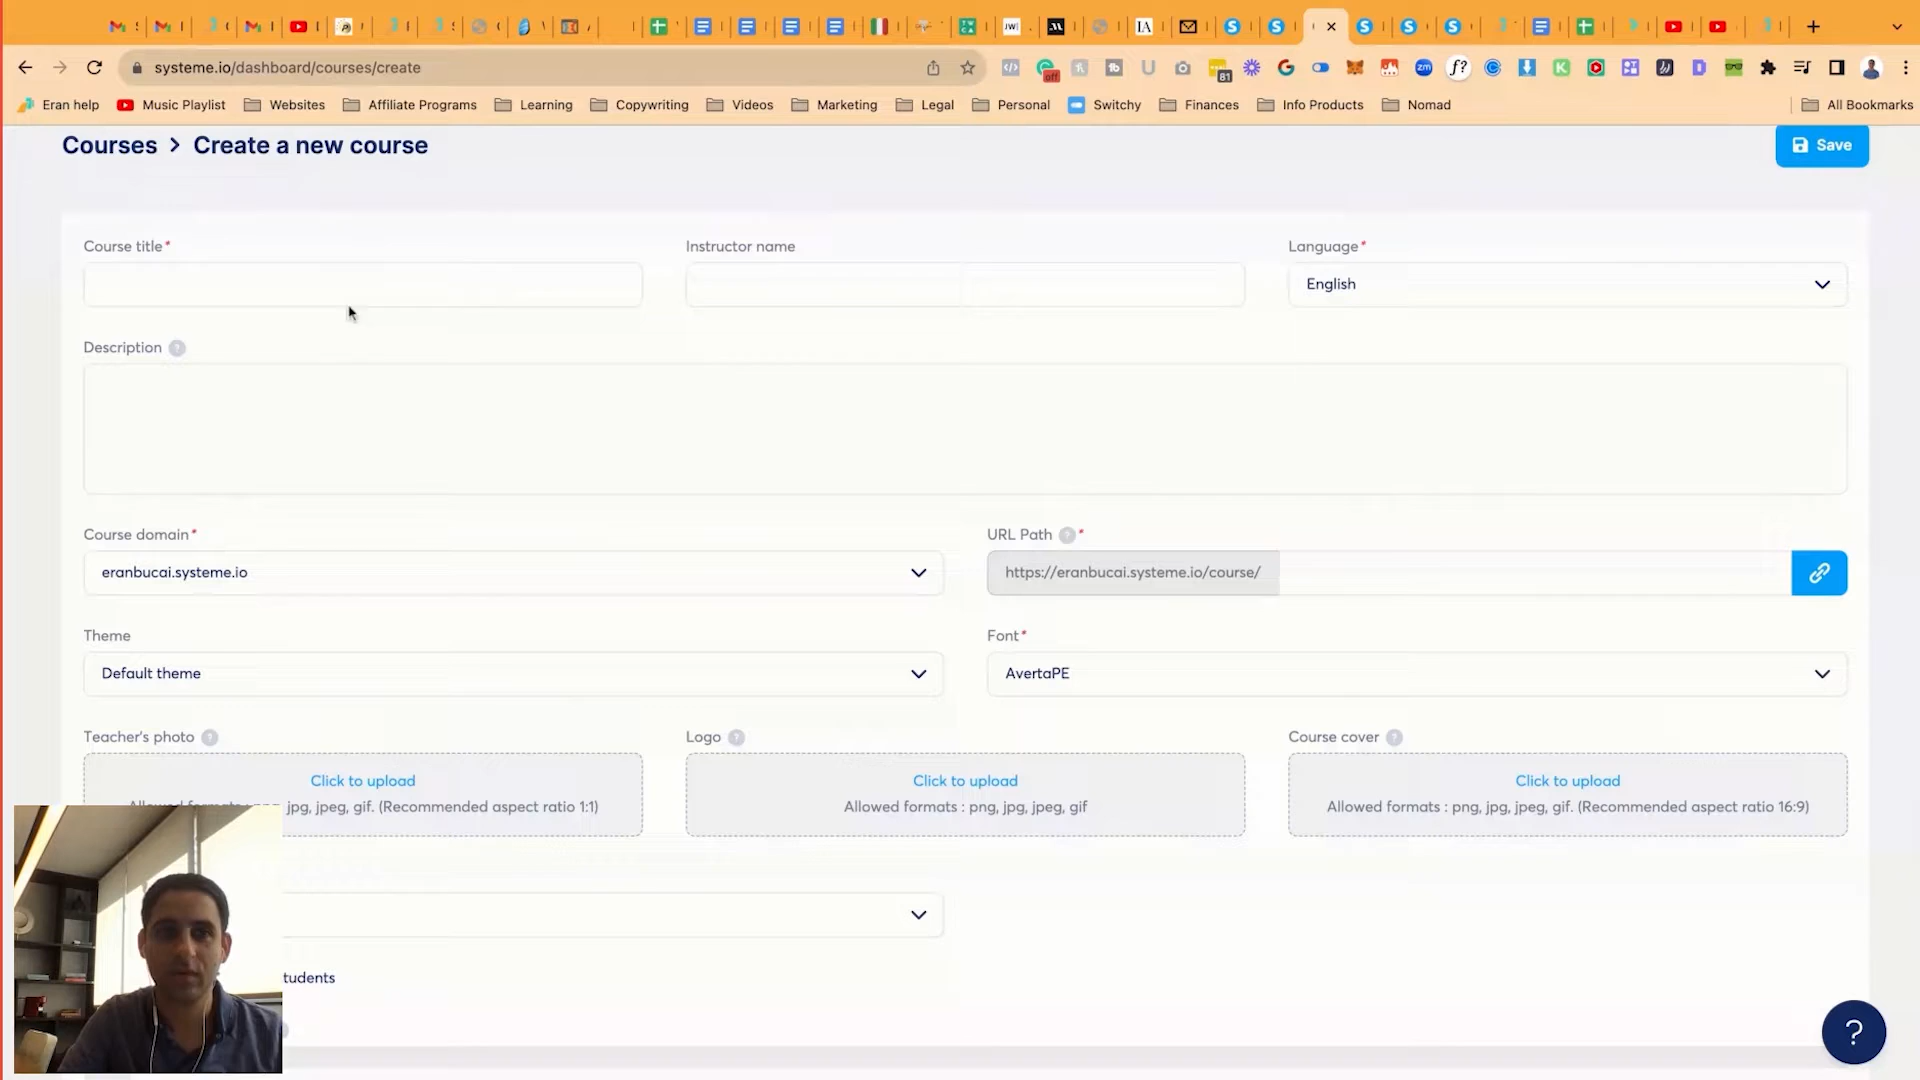 systeme.io/dashboard/courses/create
off
81
Eran help
Music Playlist
Websites
Affiliate Programs
Learning
Copywriting
Videos
Marketing
Legal
Personal
Switchy
Finances
Info Products
Nomad
All Bookmarks
Courses > Create a new course
Save
Course title*
Instructor name
Language*
English
Description ?
Course domain*
URL Path ?*
eranbucai.systeme.io
https://eranbucai.systeme.io/course/
Theme
Font*
Default theme
AvertaPE
Teacher's photo ?
Logo ?
Course cover ?
Click to upload
Click to upload
Click to upload
jpg, jpeg, gif. (Recommended aspect ratio 1:1)
Allowed formats : png, jpg, jpeg, gif
Allowed formats : png, jpg, jpeg, gif. (Recommended aspect ratio 16:9)
tudents
?